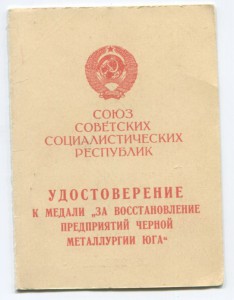 СОЮЗ
СОВЕТСКИХ
СОЦИАЛИСТИЧЕСКИХ
РЕСПУБЛИК
УДОСТОВЕРЕНИЕ
К МЕДАЛИ „ЗА ВОССТАНОВЛЕНИЕ
ПРЕДПРИЯТИЙ ЧЕРНОЙ
МЕТАЛЛУРГИИ ЮГА“